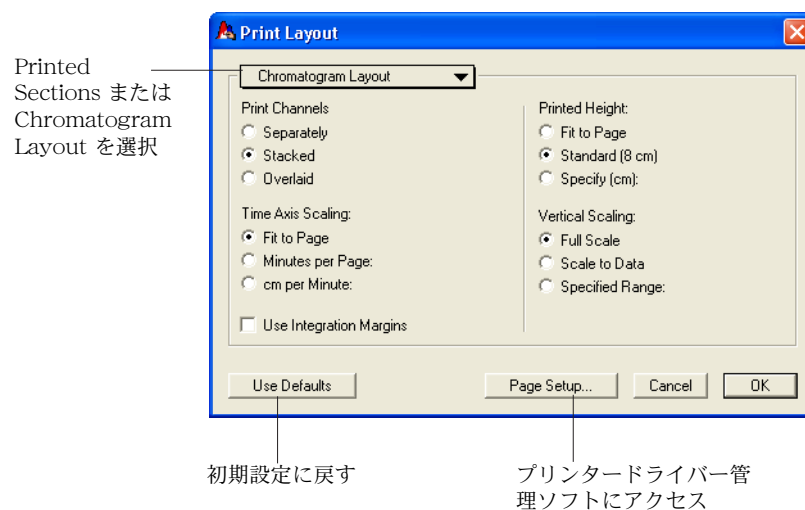 Print Layout
Printed
Sections または
Chromatogram
Layout を選択
Chromatogram Layout
Print Channels
Separately
Stacked
Overlaid
Time Axis Scaling:
Fit to Page
Minutes per Page:
cm per Minute:
Use Integration Margins
Printed Height:
Fit to Page
Standard (8 cm)
Specify (cm):
Vertical Scaling:
Full Scale
Scale to Data
Specified Range:
Use Defaults
Page Setup...
Cancel
OK
初期設定に戻す
プリンタードライバー管
理ソフトにアクセス